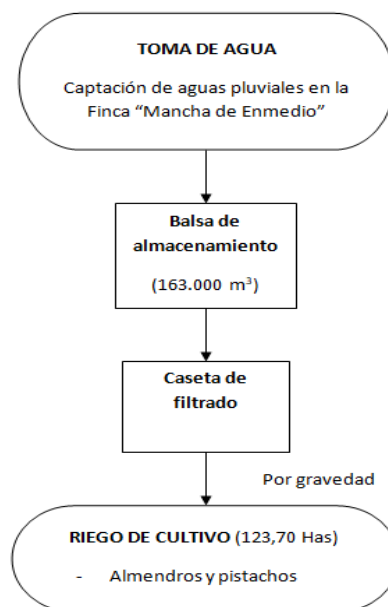 TOMA DE AGUA
Captación de aguas pluviales en la
Finca “Mancha de Enmedio”
Balsa de
almacenamiento
(163.000 m³)
Caseta de
filtrado
Por gravedad
RIEGO DE CULTIVO (123,70 Has)
- Almendros y pistachos